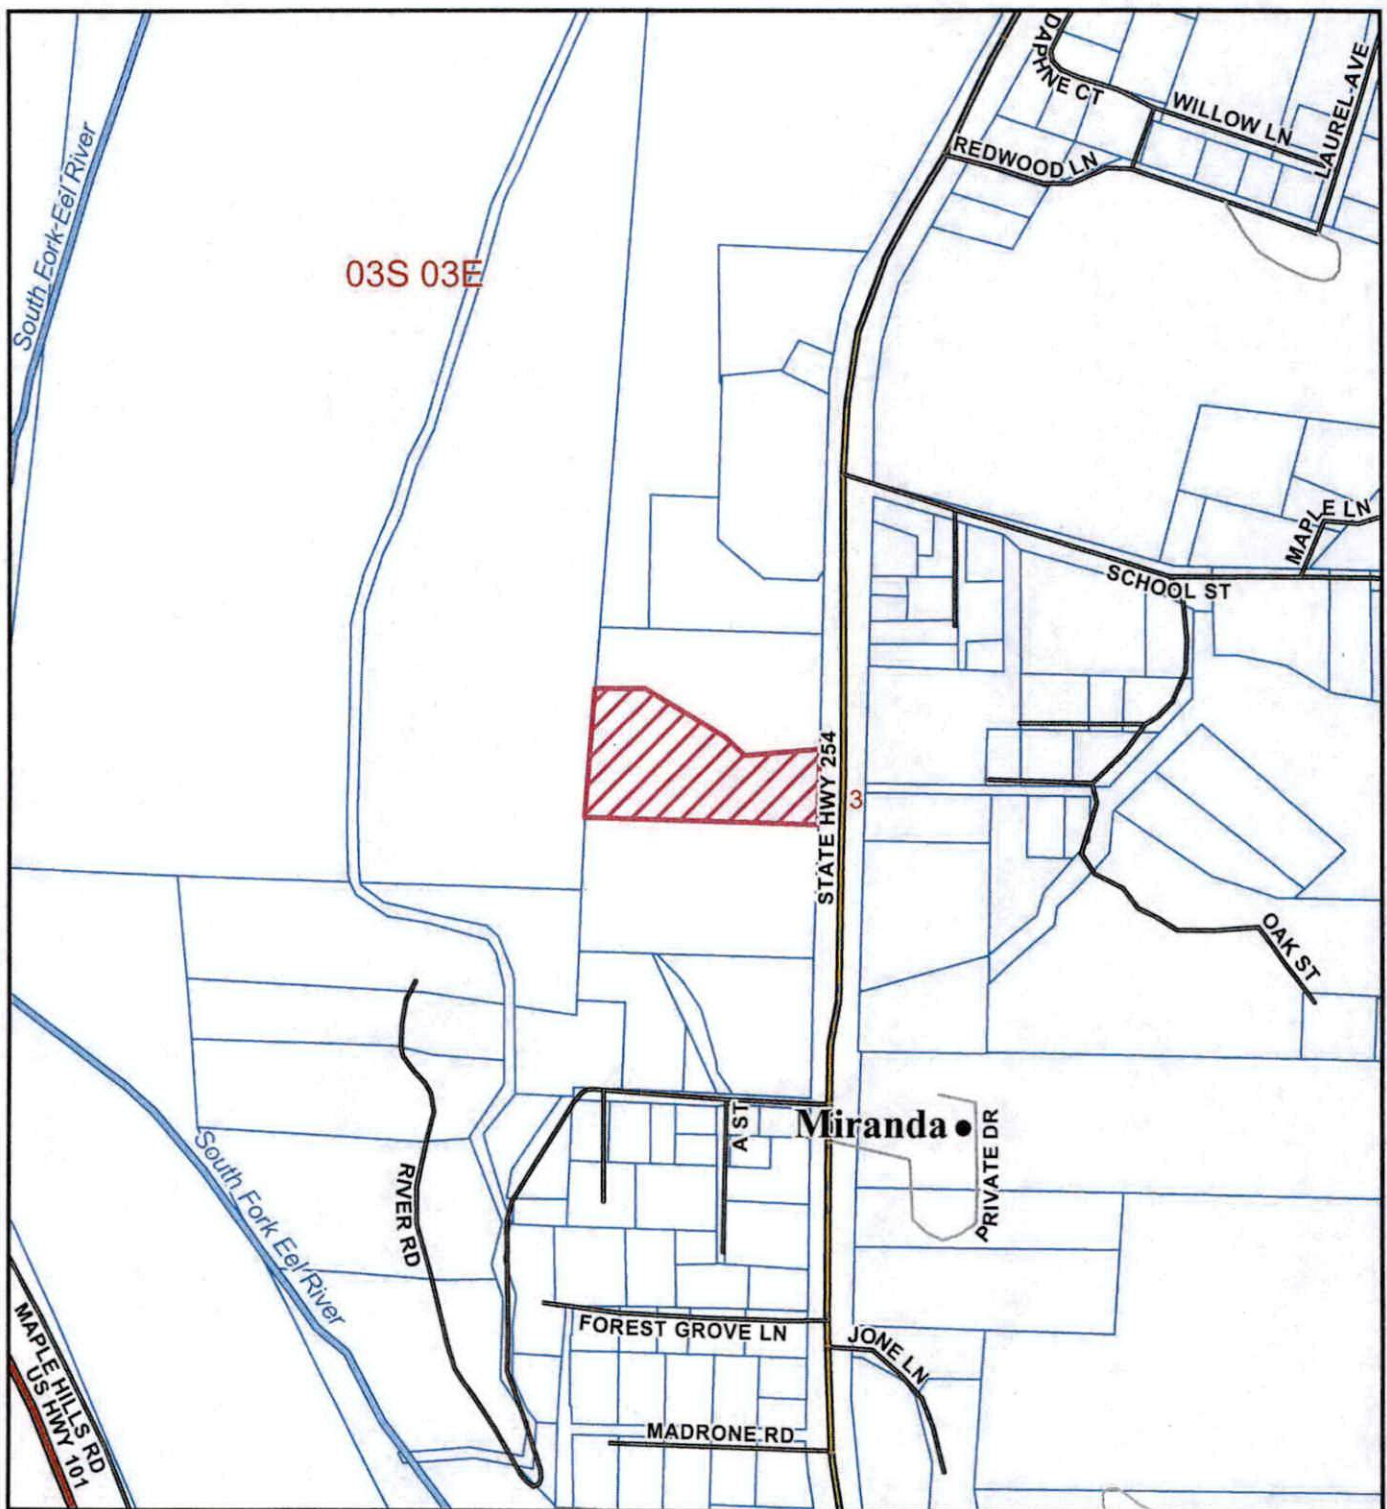 DAPHNE CT
WILLOW LN
LAUREL AVE
REDWOOD LN
South Fork Eel River
03S 03E
MAPLE LN
SCHOOL ST
STATE HWY 254
3
OAK ST
Miranda
A ST
PRIVATE DR
South Fork Eel River
RIVER RD
FOREST GROVE LN
JONE LN
MAPLE HILLS RD
US HWY 101
MADRONE RD